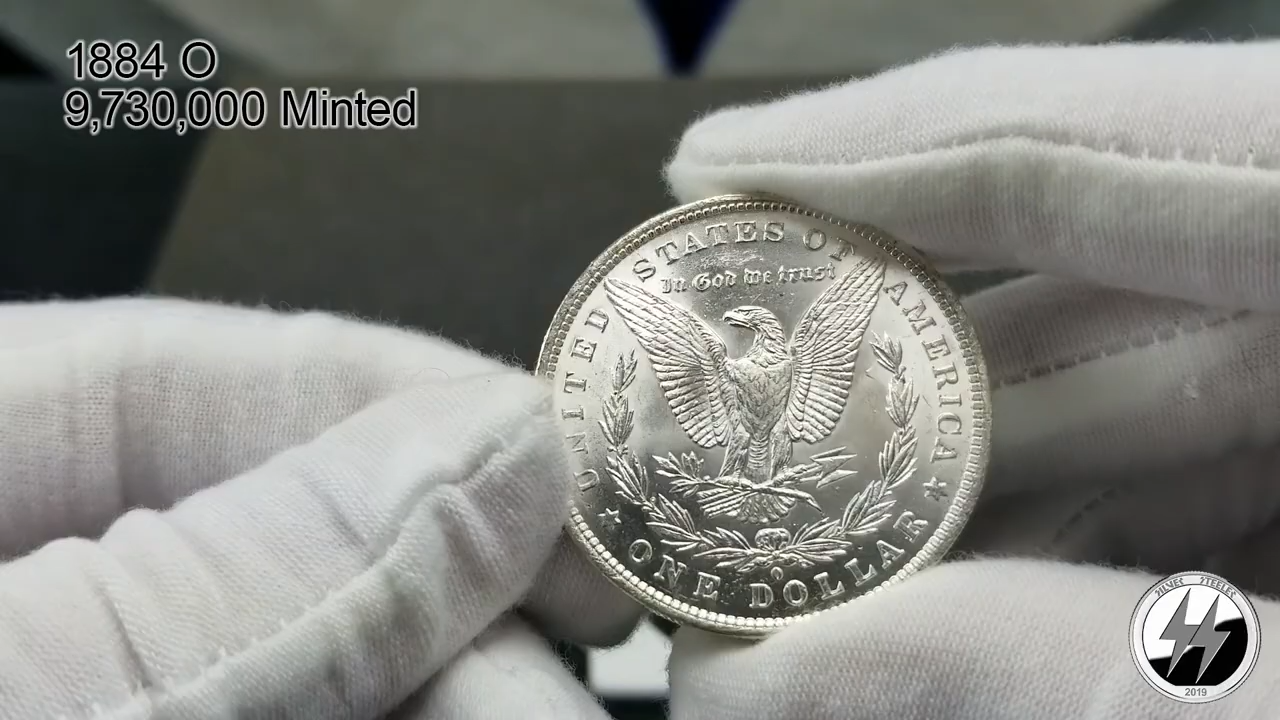 1884 O
9,730,000 Minted
UNITED STATES OF AMERICA
In God we trust
O
ONE DOLLAR
2019